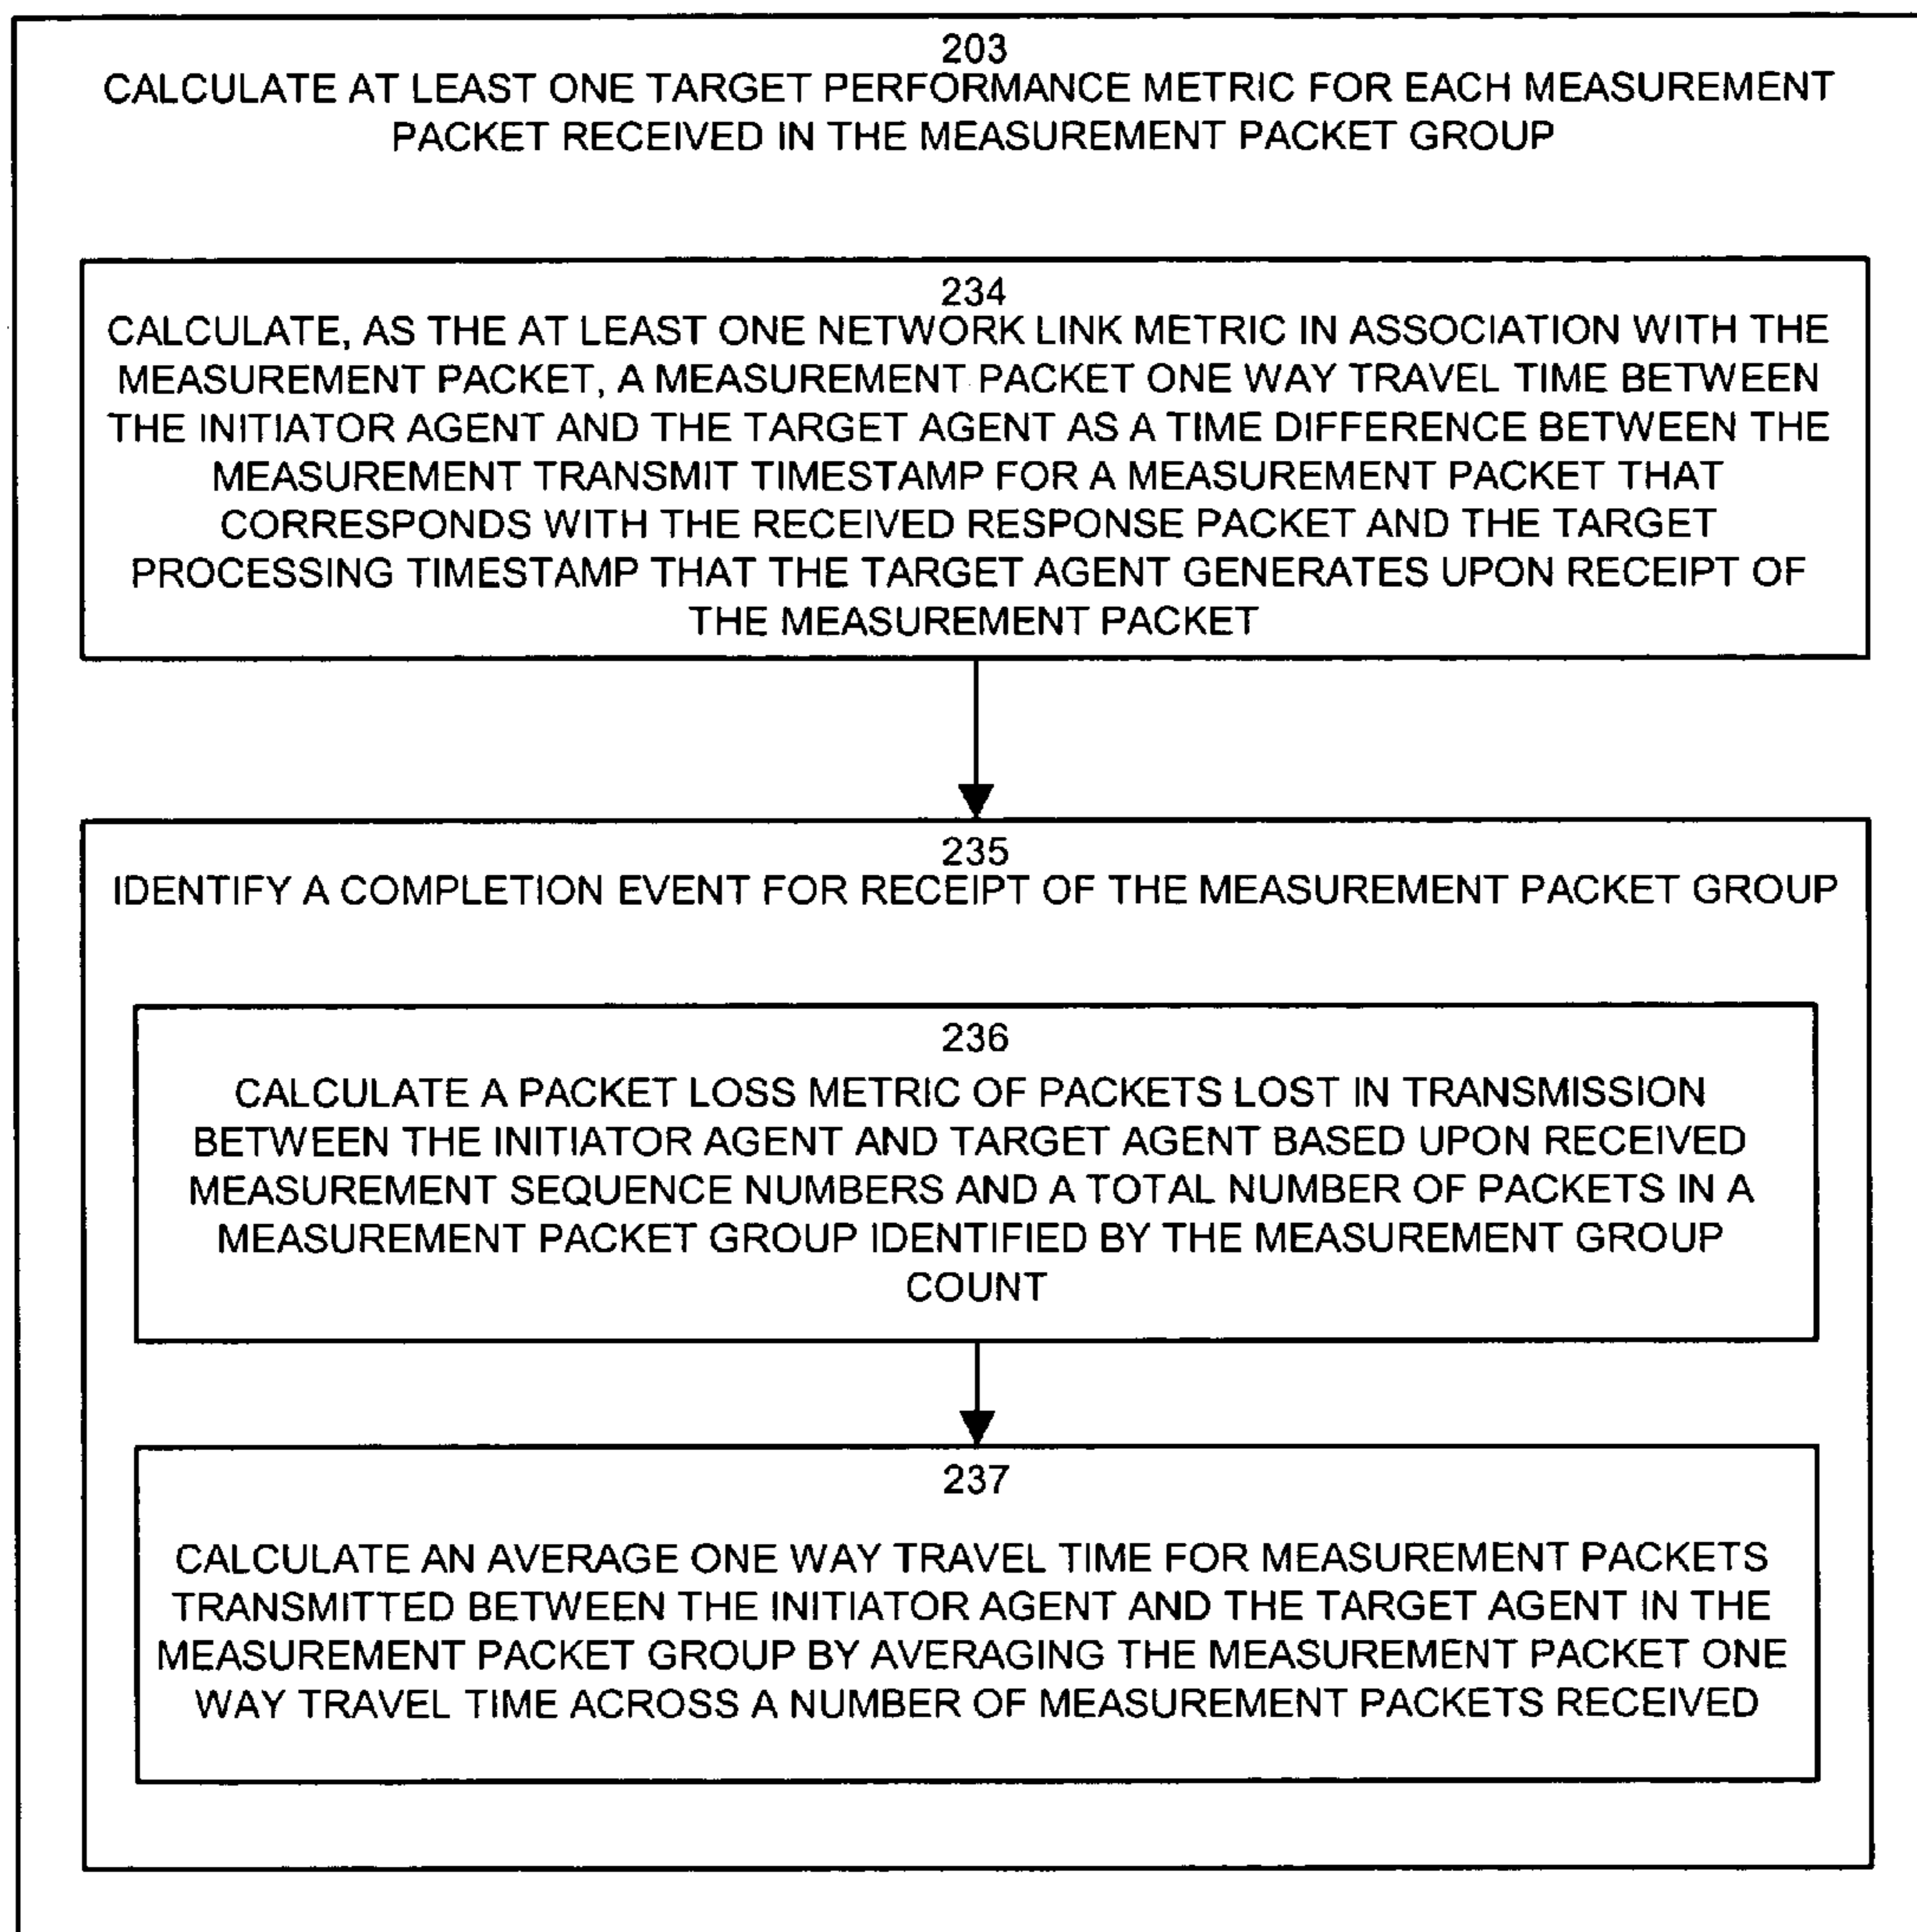 203
CALCULATE AT LEAST ONE TARGET PERFORMANCE METRIC FOR EACH MEASUREMENT
PACKET RECEIVED IN THE MEASUREMENT PACKET GROUP
234
CALCULATE, AS THE AT LEAST ONE NETWORK LINK METRIC IN ASSOCIATION WITH THE
MEASUREMENT PACKET, A MEASUREMENT PACKET ONE WAY TRAVEL TIME BETWEEN
THE INITIATOR AGENT AND THE TARGET AGENT AS A TIME DIFFERENCE BETWEEN THE
MEASUREMENT TRANSMIT TIMESTAMP FOR A MEASUREMENT PACKET THAT
CORRESPONDS WITH THE RECEIVED RESPONSE PACKET AND THE TARGET
PROCESSING TIMESTAMP THAT THE TARGET AGENT GENERATES UPON RECEIPT OF
THE MEASUREMENT PACKET
235
IDENTIFY A COMPLETION EVENT FOR RECEIPT OF THE MEASUREMENT PACKET GROUP
236
CALCULATE A PACKET LOSS METRIC OF PACKETS LOST IN TRANSMISSION
BETWEEN THE INITIATOR AGENT AND TARGET AGENT BASED UPON RECEIVED
MEASUREMENT SEQUENCE NUMBERS AND A TOTAL NUMBER OF PACKETS IN A
MEASUREMENT PACKET GROUP IDENTIFIED BY THE MEASUREMENT GROUP
COUNT
237
CALCULATE AN AVERAGE ONE WAY TRAVEL TIME FOR MEASUREMENT PACKETS
TRANSMITTED BETWEEN THE INITIATOR AGENT AND THE TARGET AGENT IN THE
MEASUREMENT PACKET GROUP BY AVERAGING THE MEASUREMENT PACKET ONE
WAY TRAVEL TIME ACROSS A NUMBER OF MEASUREMENT PACKETS RECEIVED